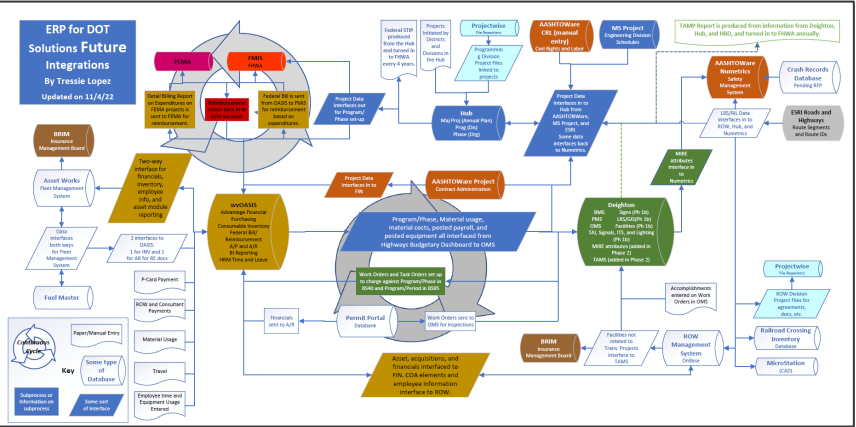 ERP for DOT
Solutions Future
Integrations
By Tressie Lopez
Updated on 11/4/22
FEMA
FMIS
FHWA
Detail Billing Report
on Expenditures on
FEMA projects is
sent to FEMA for
reimbursement.
Federal Bill is sent
from OASIS to FMIS
for reimbursement
based on
expenditures.
Federal STIP
produced
from the Hub
and turned in
to FHWA
every 4 years.
Projects
Initiated by
Districts
and Divisions
in the Hub
Projectwise
File Repository
Programmin
g Division
Project Files
linked to
projects
AASHTOWare
CRL (manual
entry)
Civil Rights and Labor
MS Project
Engineering Division
Schedules
TAMP Report is produced from information from Deighton,
Hub, and HBD, and turned in to FHWA annually.
AASHTOWare
Numetrics
Safety
Management
System
Crash Records
Database
Pending RFP
Project Data
Interfaces out
for Program/
Phase set-up
Hub
Maj Proj (Annual Plan)
Prog (Dis)
Phase (Org)
Project Data
Interfaces in to
Hub from
AASHTOWare,
MS Project, and
ESRI.
Some data
interfaces back
to Numetrics.
LRS/RIL Data
Interfaces in to
ROW, Hub, and
Numetrics
ESRI Roads and
Highways
Route Segments
and Route IDs
BRIM
Insurance
Management Board
Two-way
interface for
financials,
inventory,
employee
info, and
asset module
reporting
MIRE
attributes
interface in
to
Numetrics
Asset Works
Fleet Management
System
Project Data
Interfaces in to
FIN
AASHTOWare Project
Contract Administration
wvOASIS
Advantage Financial
Purchasing
Consumable Inventory
Federal Bill/
Reimbursement
A/P and A/R
BI Reporting
HRM Time and Leave
Program/Phase, Material usage,
material costs, posted payroll, and
posted equipment all interfaced from
Highways Budgetary Dashboard to OMS
Deighton
BMS Signs (Ph 1b)
PMS LRS/GIS(Ph 1b)
OMS Facilities (Ph 1b)
TAI, Signals, ITS, and Lighting
(Ph 1b)
MIRE attributes (added in
Phase 2)
TAMS (added in Phase 2)
Data
Interfaces
both ways
for Fleet
Management
System
2 Interfaces to
OASIS.
1 for INV and 1
for AR for RE docs
Projectwise
File Repository
Work Orders and Task Orders set up
to charge against Program/Phase in
BS40 and Program/Period in BSR5
P-Card Payment
Accomplishments
entered on Work
Orders in OMS
ROW Division
Project Files for
agreements,
docs, etc.
Fuel Master
ROW and Consultant
Payments
Financials
sent to A/R
Permit Portal
Databank
Work Orders sent to
OMS for inspections
Continuous
Cycle
Paper/Manual Entry
Material Usage
BRIM
Insurance
Management Board
Facilities not
related to
Trans. Projects
interface to
TAMS
ROW
Management
System
OnBase
Railroad Crossing
Inventory
Database
Key
Some type
of
Database
Travel
Asset, acquisitions, and
financials interfaced to
FIN. COA elements and
employee information
interface to ROW.
MicroStation
(CAD)
Subprocess or
Information on
subprocess
Some sort
of Interface
Employee time and
Equipment Usage
Entered